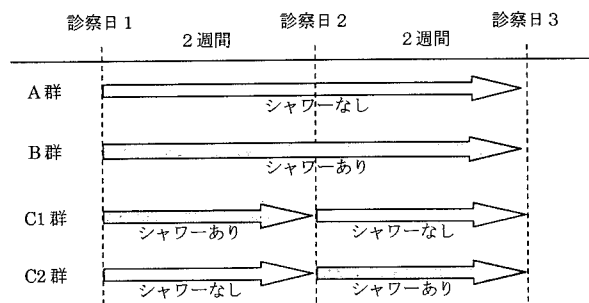 診察日1 診察日2 診察日3
2週間 2週間
A群
シャワーなし
B群
シャワーあり
C1群
シャワーあり シャワーなし
C2群
シャワーなし シャワーあり